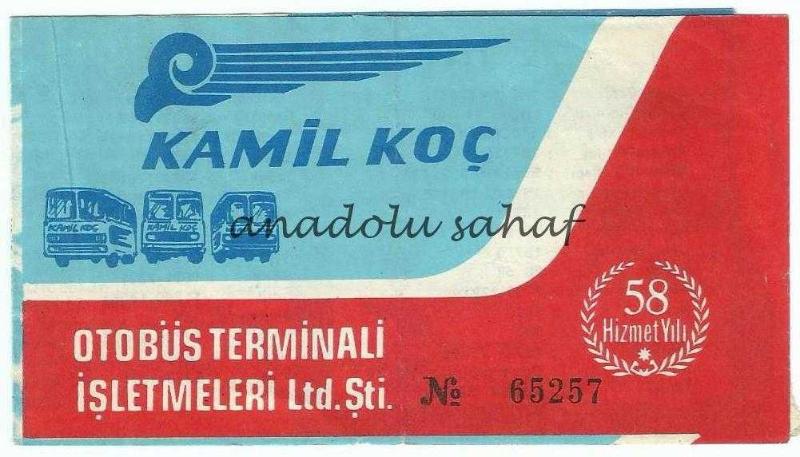 KAMİL KOÇ
KAMİL KOÇ
KAMİL KOÇ
anadolu sahaf
58
Hizmet Yılı
OTOBÜS TERMİNALİ
İŞLETMELERİ Ltd. Şti.
№ 65257